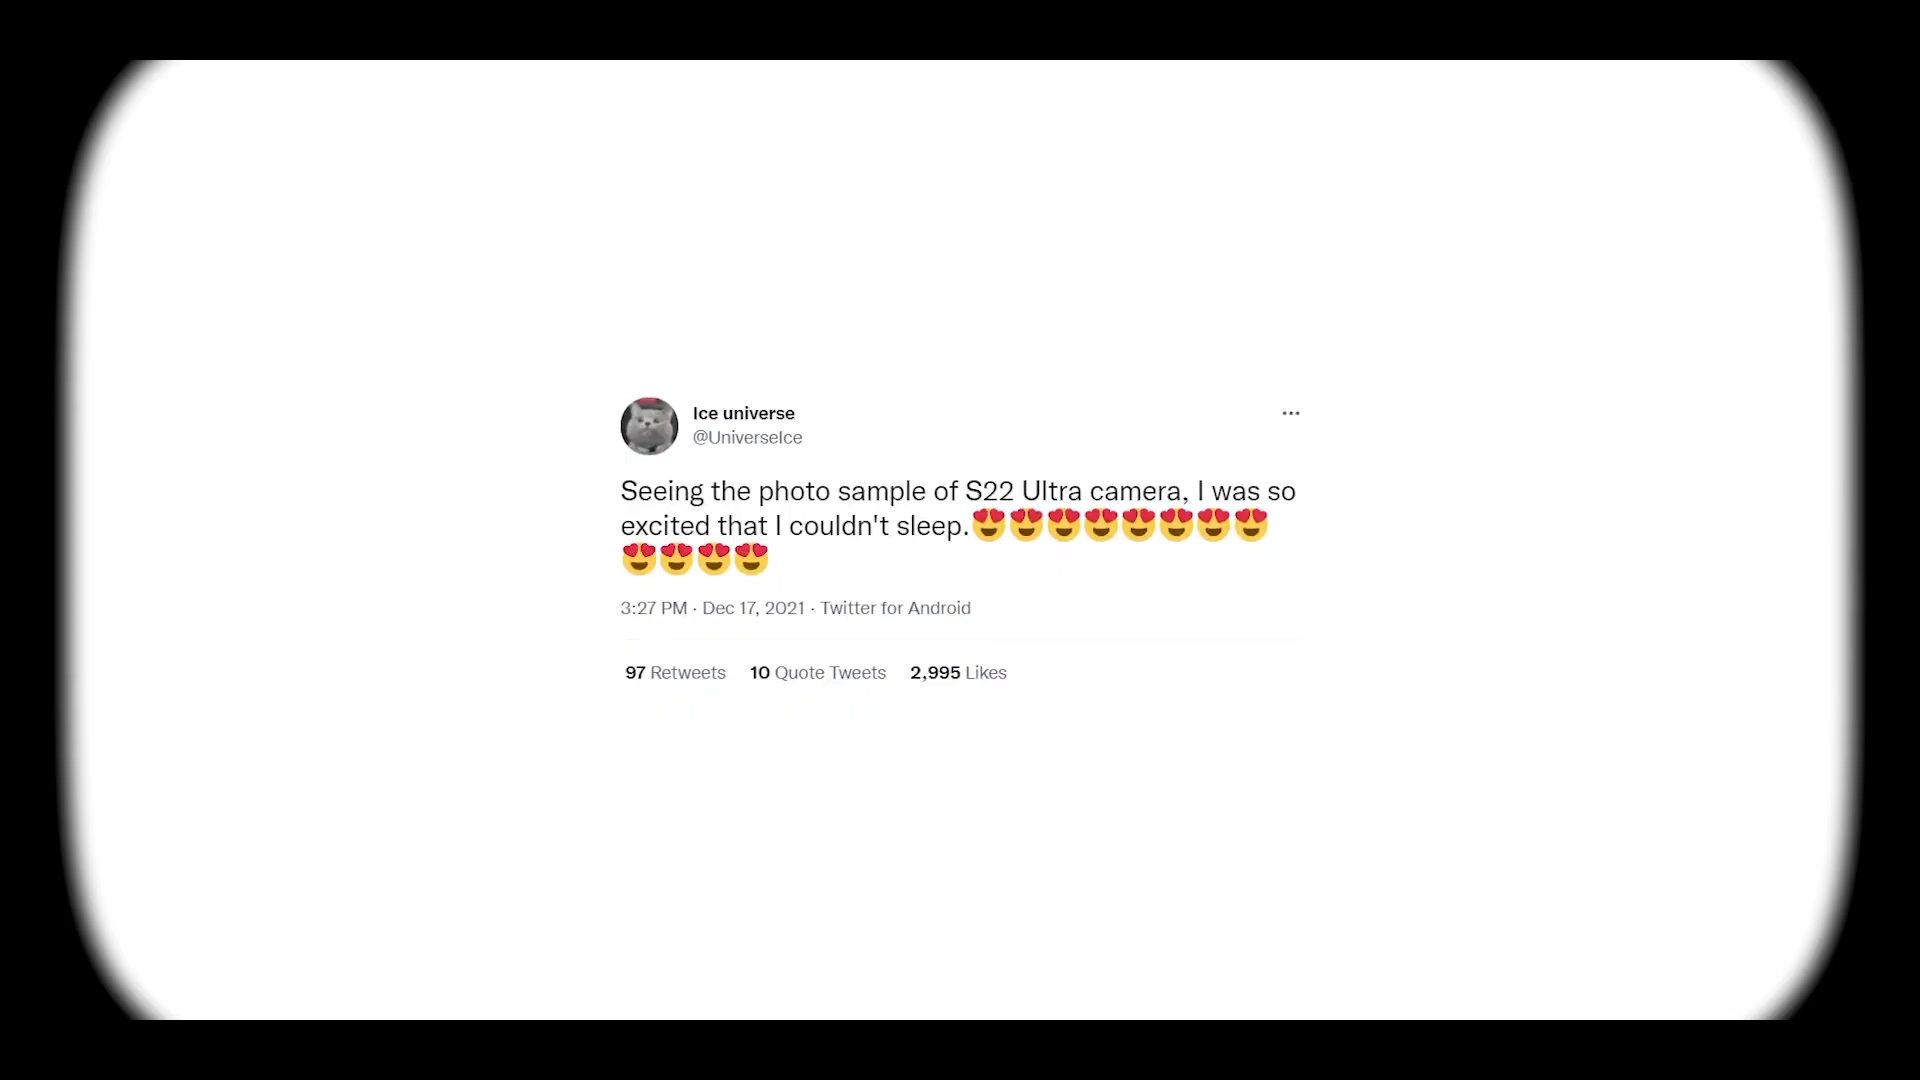 Ice universe
@UniverseIce
Seeing the photo sample of S22 Ultra camera, I was so
excited that I couldn't sleep.😍😍😍😍😍😍😍😍
😍😍😍😍
3:27 PM · Dec 17, 2021 · Twitter for Android
97 Retweets 10 Quote Tweets 2,995 Likes